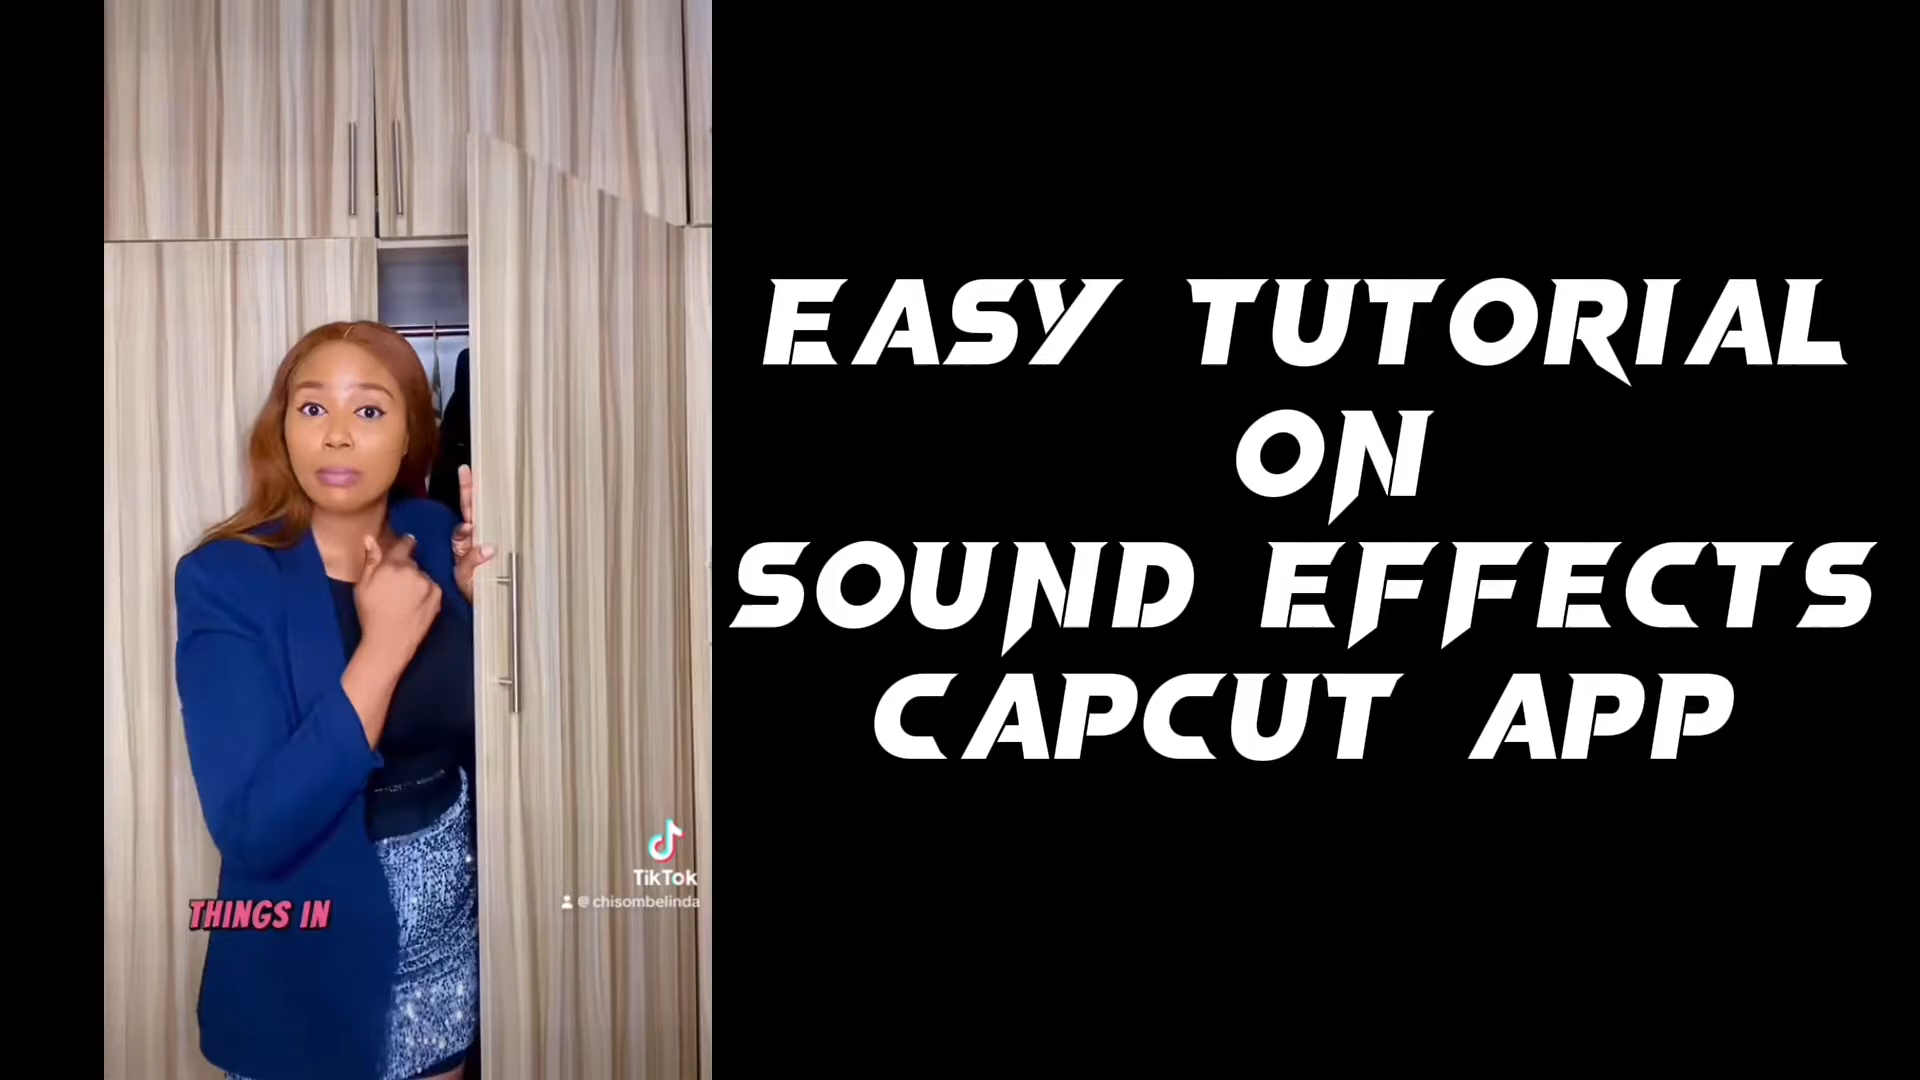 EASY TUTORIAL
ON
SOUND EFFECTS
CAPCUT APP
THINGS IN
TikTok
@ chisombelinda